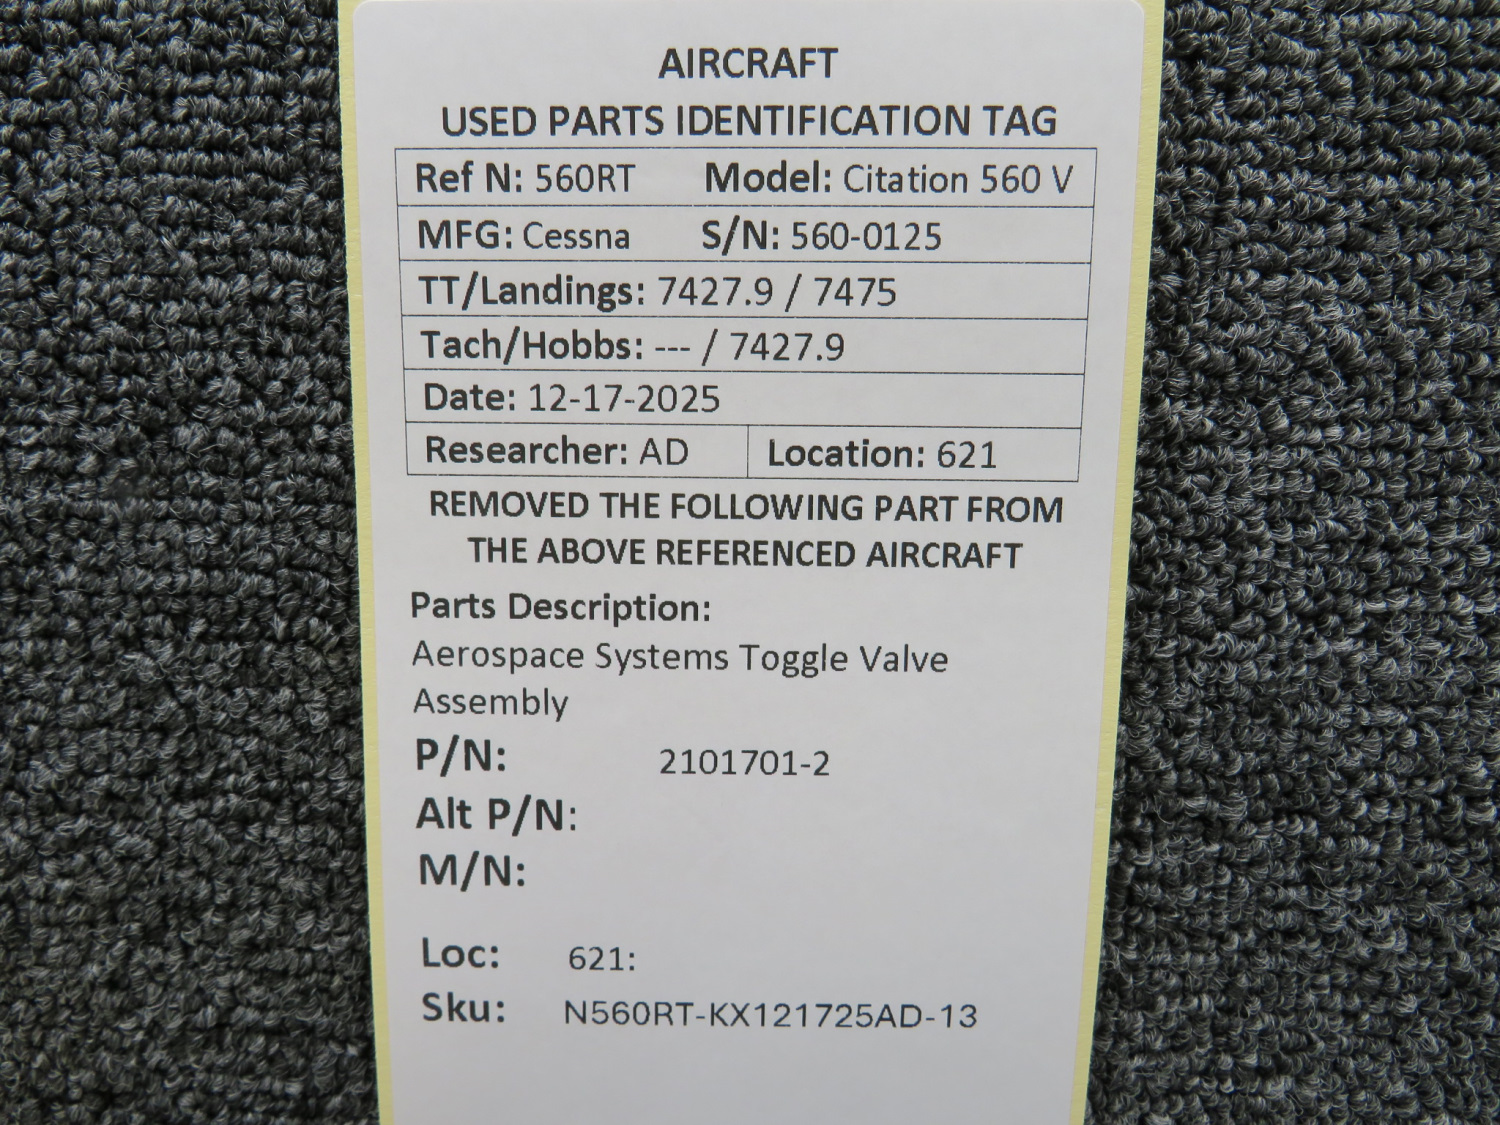 AIRCRAFT
USED PARTS IDENTIFICATION TAG
Ref N: 560RT Model: Citation 560 V
MFG: Cessna S/N: 560-0125
TT/Landings: 7427.9 / 7475
Tach/Hobbs: --- / 7427.9
Date: 12-17-2025
Researcher: AD Location: 621
REMOVED THE FOLLOWING PART FROM
THE ABOVE REFERENCED AIRCRAFT
Parts Description:
Aerospace Systems Toggle Valve
Assembly
P/N: 2101701-2
Alt P/N:
M/N:
Loc: 621:
Sku: N560RT-KX121725AD-13